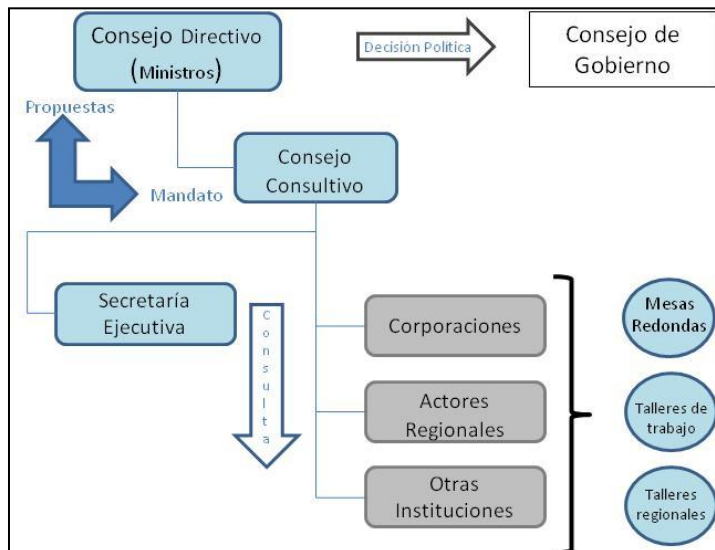 Consejo Directivo
(Ministros)
Decisión Política
Consejo de
Gobierno
Propuestas
Mandato
Consejo
Consultivo
Secretaría
Ejecutiva
Consulta
Corporaciones
Actores
Regionales
Otras
Instituciones
Mesas
Redondas
Talleres de
trabajo
Talleres
regionales